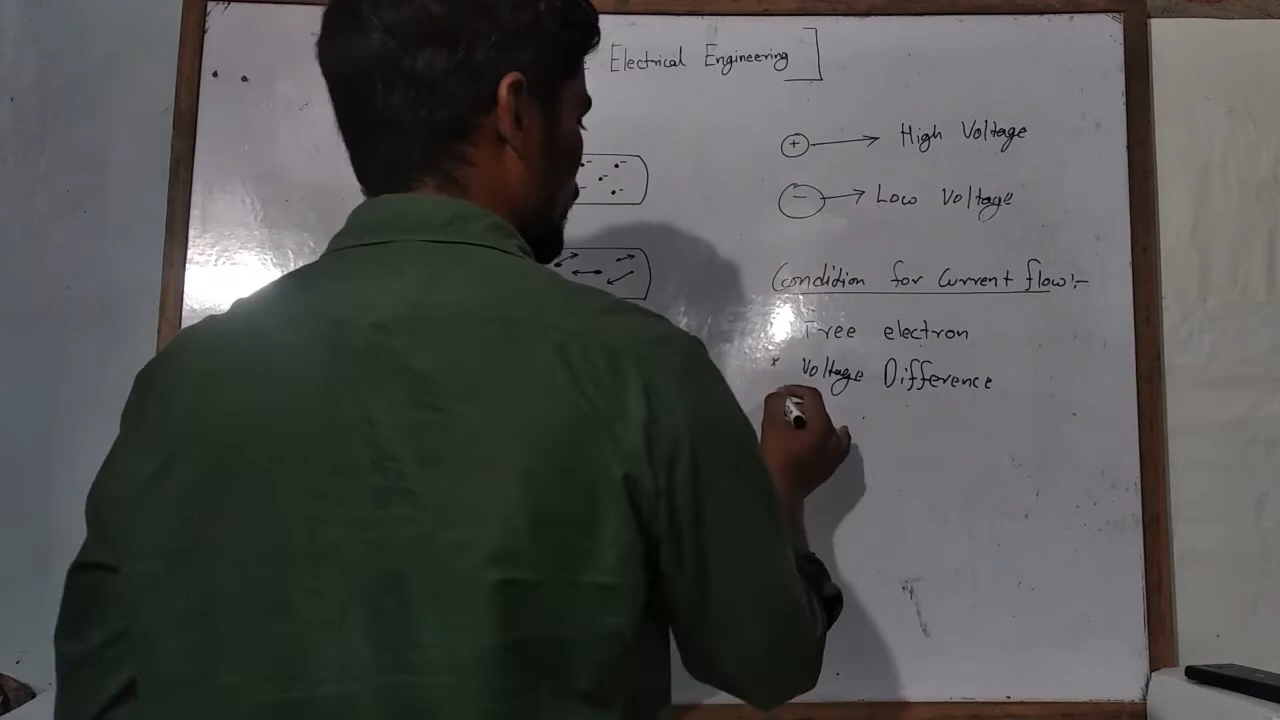 Electrical Engineering ]
+ → High Voltage
- → Low Voltage
Condition for Current flow:-
Free electron
* Voltage Difference